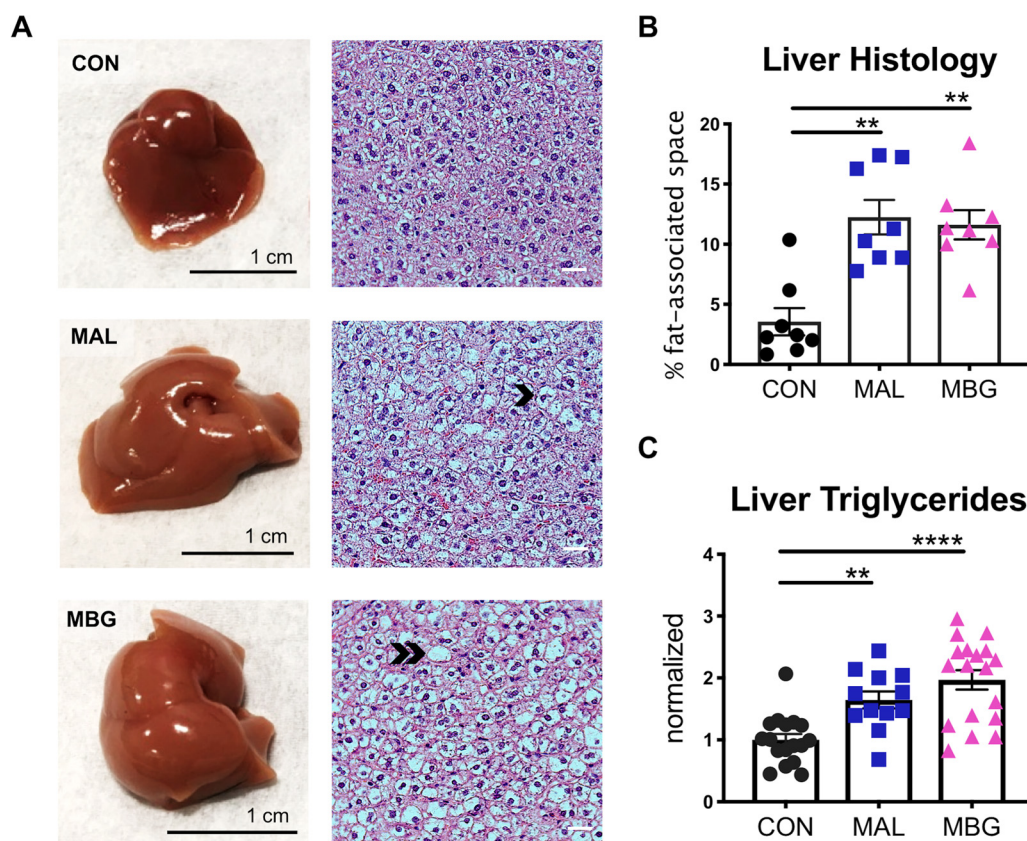 A
CON
1 cm
MAL
1 cm
MBG
1 cm
B
Liver Histology
**
**
% fat-associated space
20
15
10
5
0
CON MAL MBG
C
Liver Triglycerides
****
**
normalized
4
3
2
1
0
CON MAL MBG